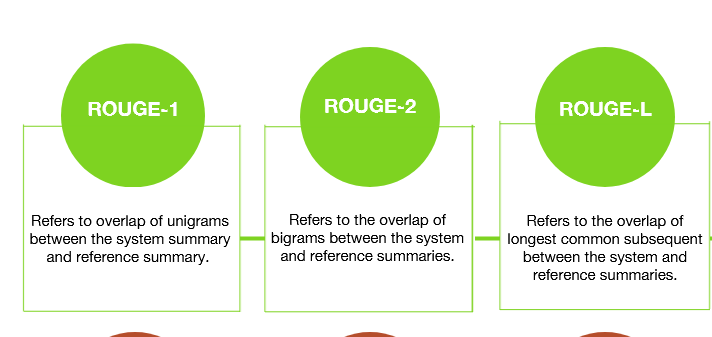 ROUGE-1
Refers to overlap of unigrams
between the system summary
and reference summary.
ROUGE-2
Refers to the overlap of
bigrams between the system
and reference summaries.
ROUGE-L
Refers to the overlap of
longest common subsequent
between the system and
reference summaries.